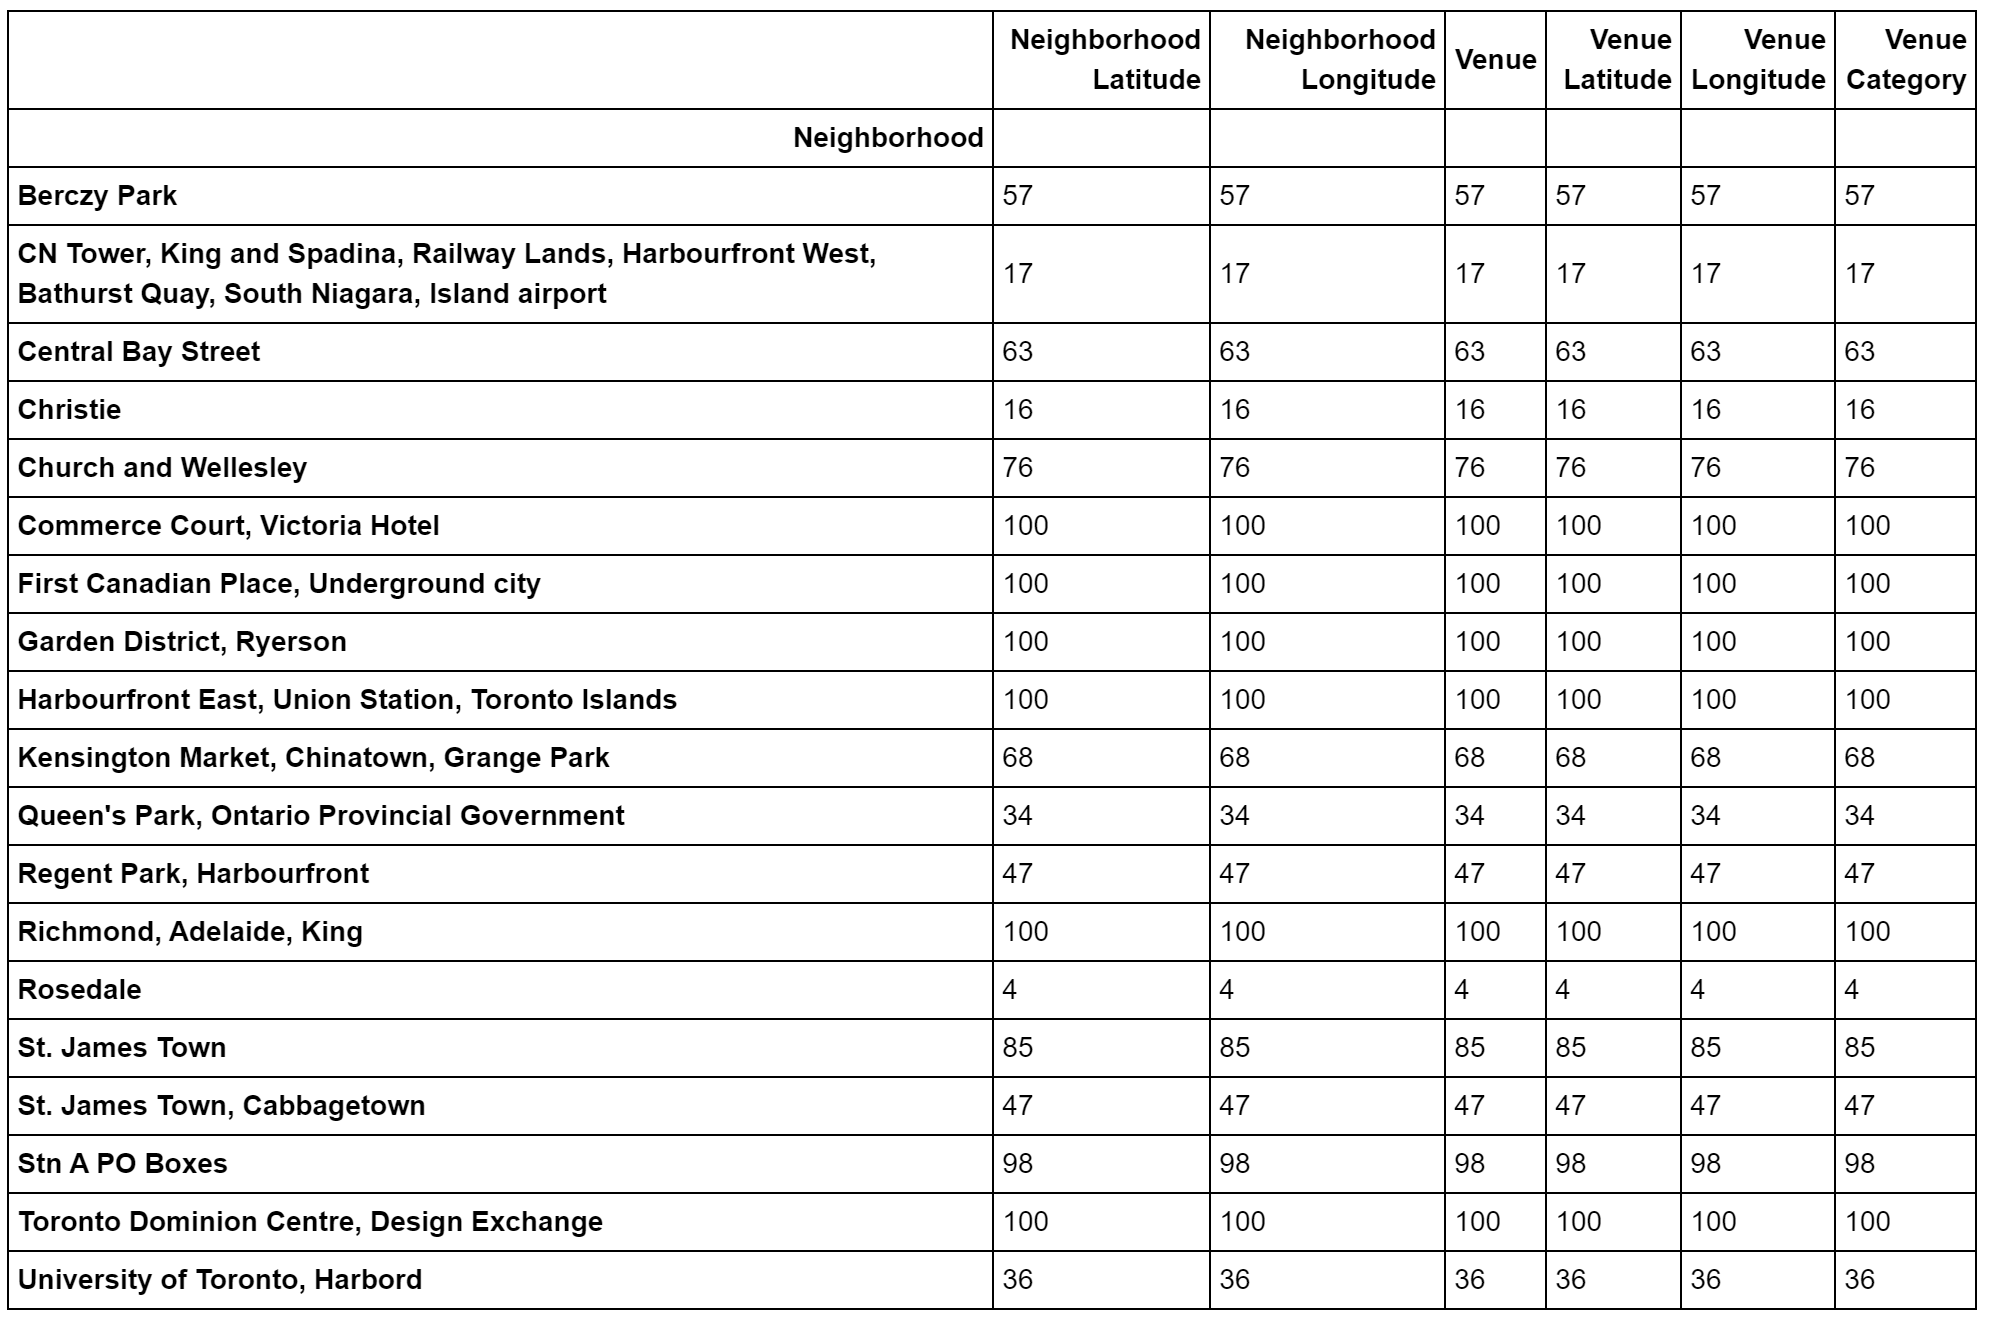 Neighborhood Latitude Neighborhood Longitude Venue Venue Latitude Venue Longitude Venue Category
Neighborhood
Berczy Park 57 57 57 57 57 57
CN Tower, King and Spadina, Railway Lands, Harbourfront West,
Bathurst Quay, South Niagara, Island airport 17 17 17 17 17 17
Central Bay Street 63 63 63 63 63 63
Christie 16 16 16 16 16 16
Church and Wellesley 76 76 76 76 76 76
Commerce Court, Victoria Hotel 100 100 100 100 100 100
First Canadian Place, Underground city 100 100 100 100 100 100
Garden District, Ryerson 100 100 100 100 100 100
Harbourfront East, Union Station, Toronto Islands 100 100 100 100 100 100
Kensington Market, Chinatown, Grange Park 68 68 68 68 68 68
Queen's Park, Ontario Provincial Government 34 34 34 34 34 34
Regent Park, Harbourfront 47 47 47 47 47 47
Richmond, Adelaide, King 100 100 100 100 100 100
Rosedale 4 4 4 4 4 4
St. James Town 85 85 85 85 85 85
St. James Town, Cabbagetown 47 47 47 47 47 47
Stn A PO Boxes 98 98 98 98 98 98
Toronto Dominion Centre, Design Exchange 100 100 100 100 100 100
University of Toronto, Harbord 36 36 36 36 36 36